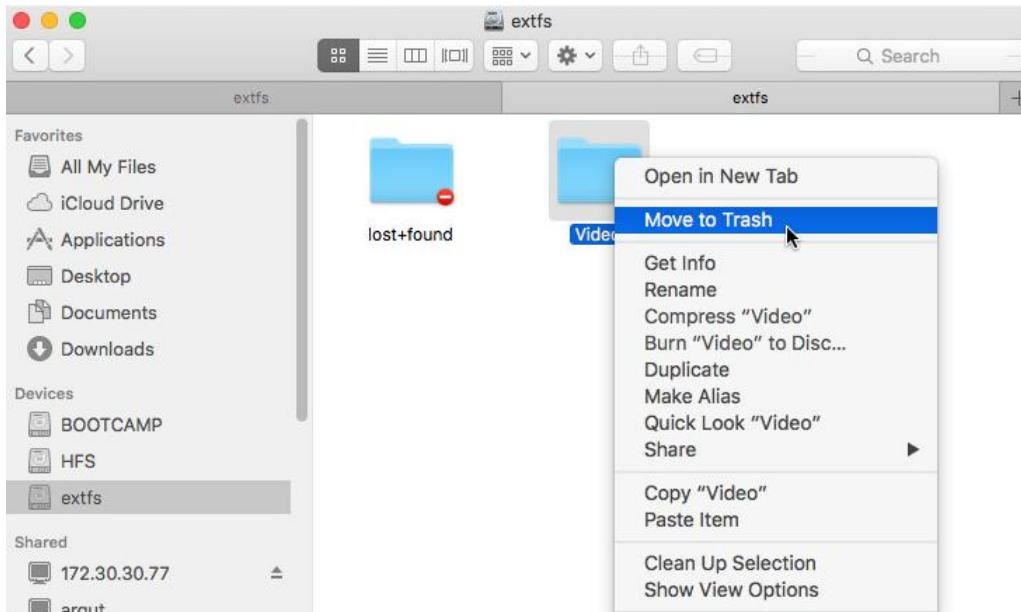 extfs
Search
extfs
extfs
Favorites
All My Files
iCloud Drive
Applications
Desktop
Documents
Downloads
Devices
BOOTCAMP
HFS
extfs
Shared
172.30.30.77
argut
lost+found
Video
Open in New Tab
Move to Trash
Get Info
Rename
Compress “Video”
Burn “Video” to Disc...
Duplicate
Make Alias
Quick Look “Video”
Share
Copy “Video”
Paste Item
Clean Up Selection
Show View Options